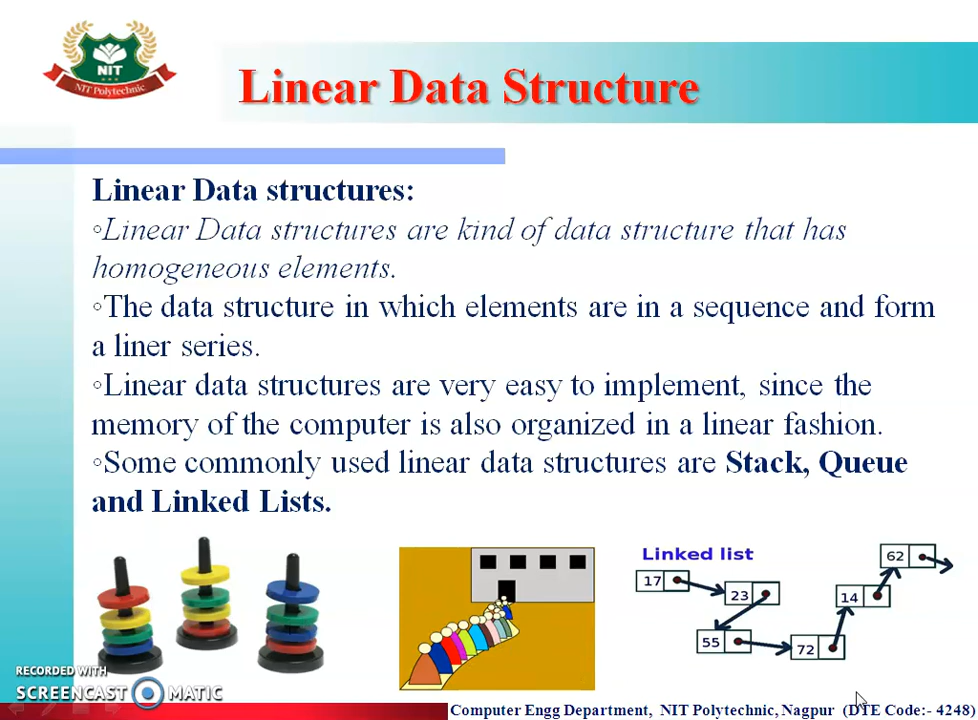 NIT
NIT Polytechnic
Linear Data Structure
Linear Data structures:
◦Linear Data structures are kind of data structure that has
homogeneous elements.
◦The data structure in which elements are in a sequence and form
a liner series.
◦Linear data structures are very easy to implement, since the
memory of the computer is also organized in a linear fashion.
◦Some commonly used linear data structures are Stack, Queue
and Linked Lists.
Linked list
17
23
55
72
14
62
RECORDED WITH
SCREENCAST MATIC
Computer Engg Department, NIT Polytechnic, Nagpur (DTE Code:- 4248)